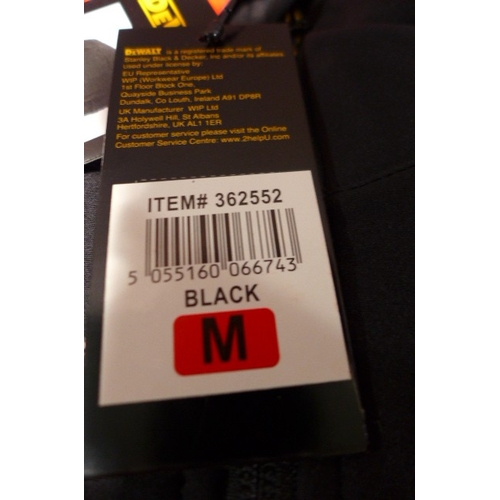 DEWALT is a registered trade mark of
Stanley Black & Decker, Inc and/or its affiliates
used under license by:
EU Representative
WIP (Workwear Europe) Ltd
1st Floor Block One,
Quayside Business Park
Dundalk, Co Louth, Ireland A91 DP8R
UK Manufacturer WIP Ltd
3A Holywell Hill, St Albans
Hertfordshire, UK AL1 1ER
For customer service please visit the Online
Customer Service Centre: www.2helpU.com
ITEM# 362552
5 055160 066743
BLACK
M